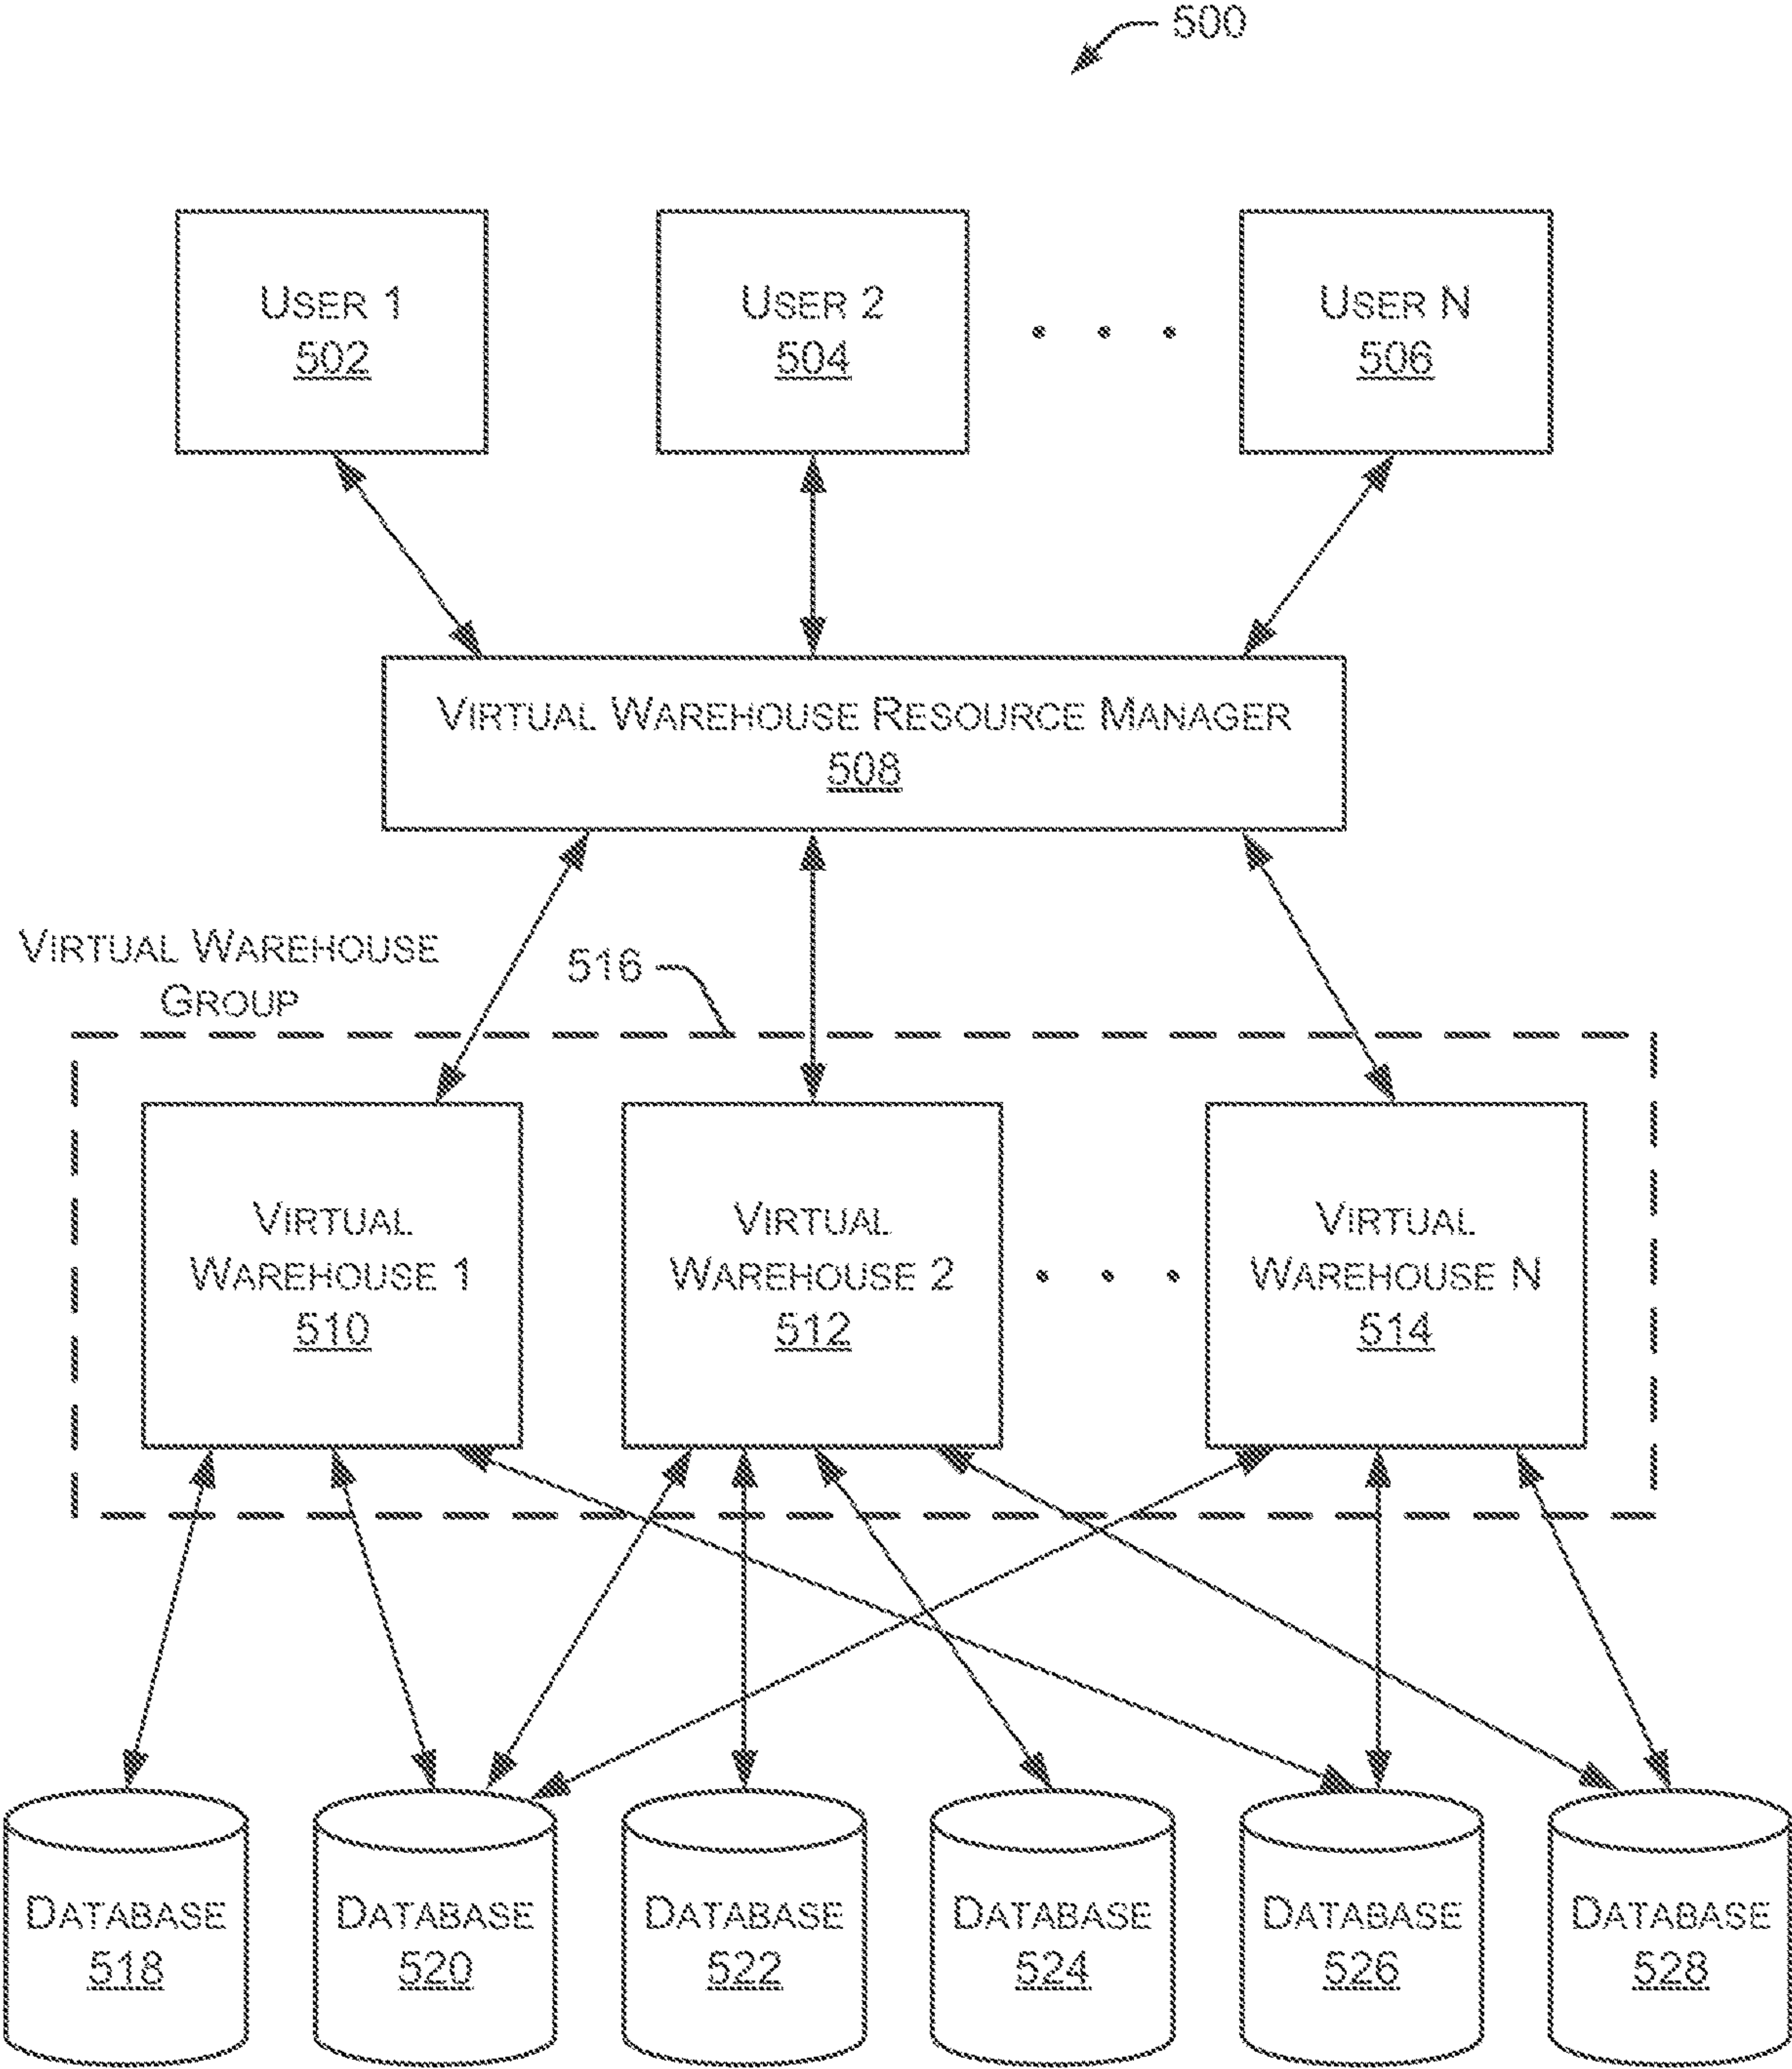 500
USER 1
502
USER 2
504
USER N
506
VIRTUAL WAREHOUSE RESOURCE MANAGER
508
VIRTUAL WAREHOUSE
GROUP
516
VIRTUAL
WAREHOUSE 1
510
VIRTUAL
WAREHOUSE 2
512
VIRTUAL
WAREHOUSE N
514
DATABASE
518
DATABASE
520
DATABASE
522
DATABASE
524
DATABASE
526
DATABASE
528